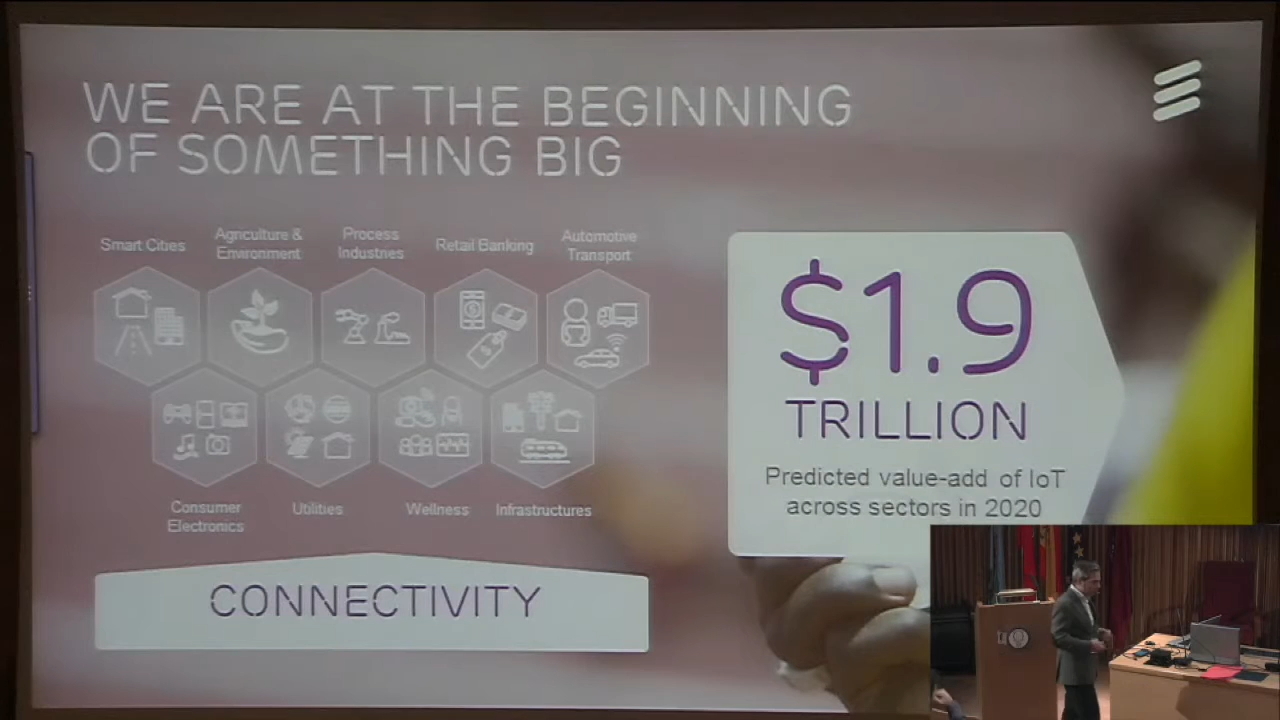 WE ARE AT THE BEGINNING
OF SOMETHING BIG
Smart Cities
Agriculture &
Environment
Process
Industries
Retail Banking
Automotive
Transport
Consumer
Electronics
Utilities
Wellness
Infrastructures
CONNECTIVITY
$1.9
TRILLION
Predicted value-add of IoT
across sectors in 2020